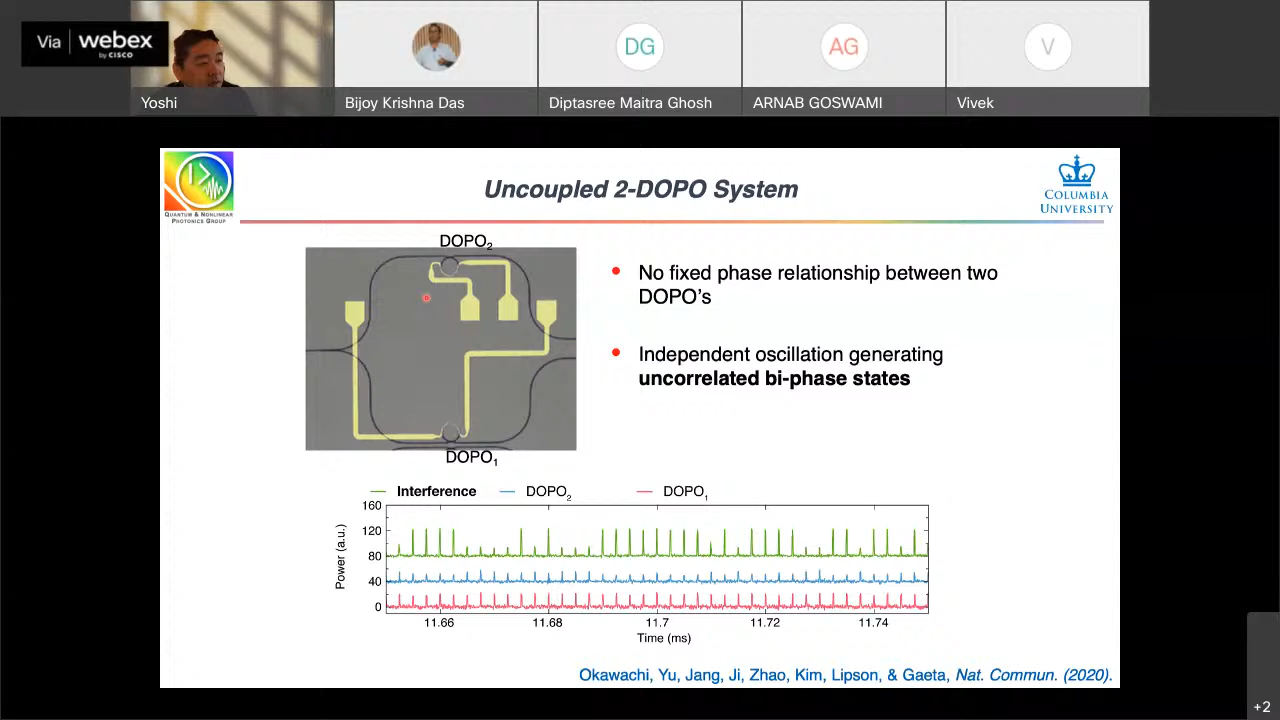 Via webex
by CISCO
DG
AG
V
Yoshi
Bijoy Krishna Das
Diptasree Maitra Ghosh
ARNAB GOSWAMI
Vivek
QUANTUM & NONLINEAR
PHOTONICS GROUP
Uncoupled 2-DOPO System
COLUMBIA
UNIVERSITY
DOPO2
DOPO1
No fixed phase relationship between two
DOPO's
Independent oscillation generating
uncorrelated bi-phase states
Interference
DOPO2
DOPO1
160
120
80
40
0
Power (a.u.)
11.66
11.68
11.7
11.72
11.74
Time (ms)
Okawachi, Yu, Jang, Ji, Zhao, Kim, Lipson, & Gaeta, Nat. Commun. (2020).
+2